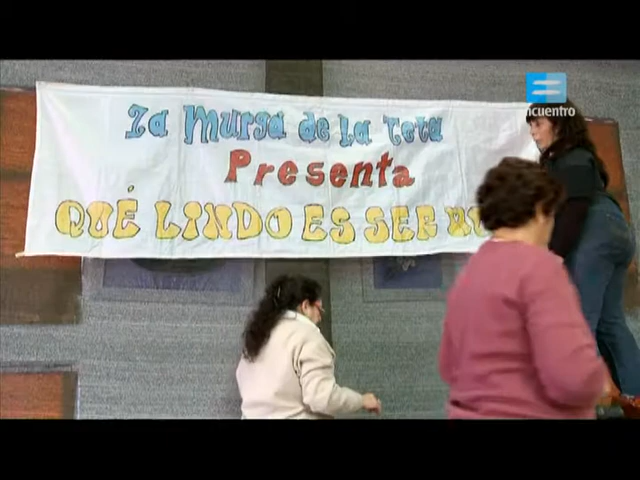 La Murga de la Teta
Presenta
QUÉ LINDO ES SER
encuentro